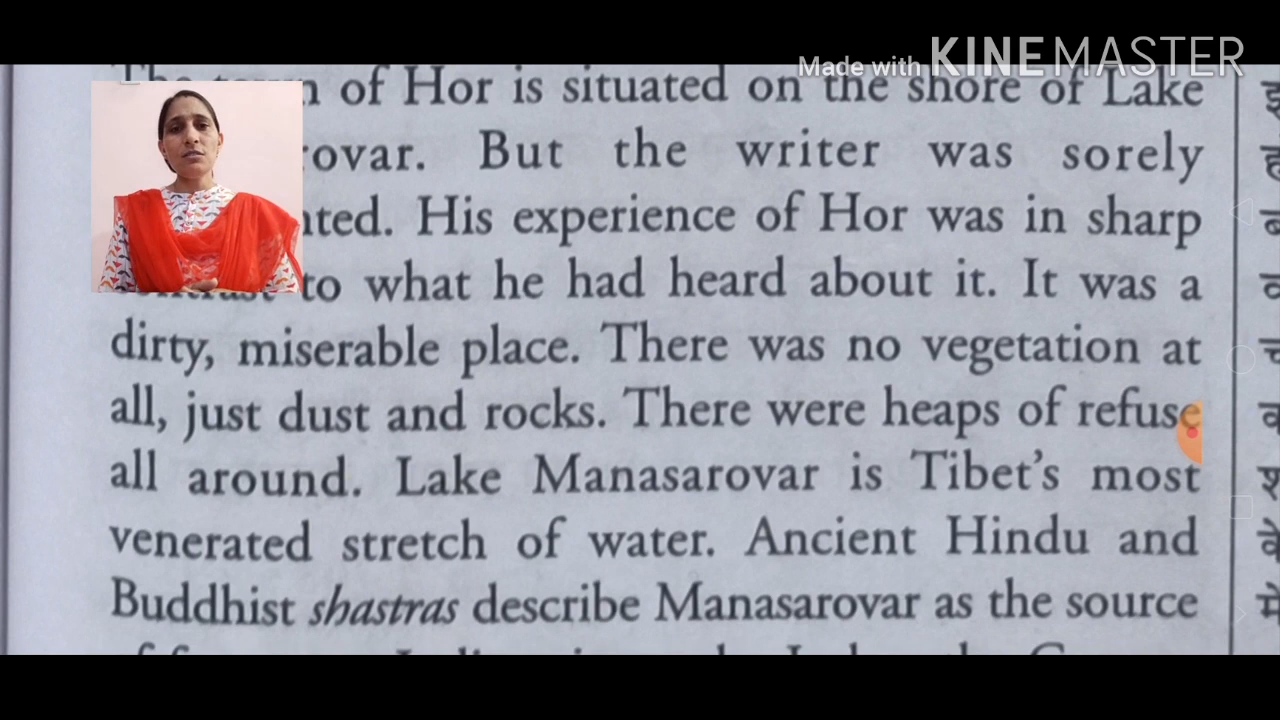 Made with KINEMASTER
of Hor is situated on the shore of Lake
rovar. But the writer was sorely
nted. His experience of Hor was in sharp
contrast to what he had heard about it. It was a
dirty, miserable place. There was no vegetation at
all, just dust and rocks. There were heaps of refuse
all around. Lake Manasarovar is Tibet's most
venerated stretch of water. Ancient Hindu and
Buddhist shastras describe Manasarovar as the source